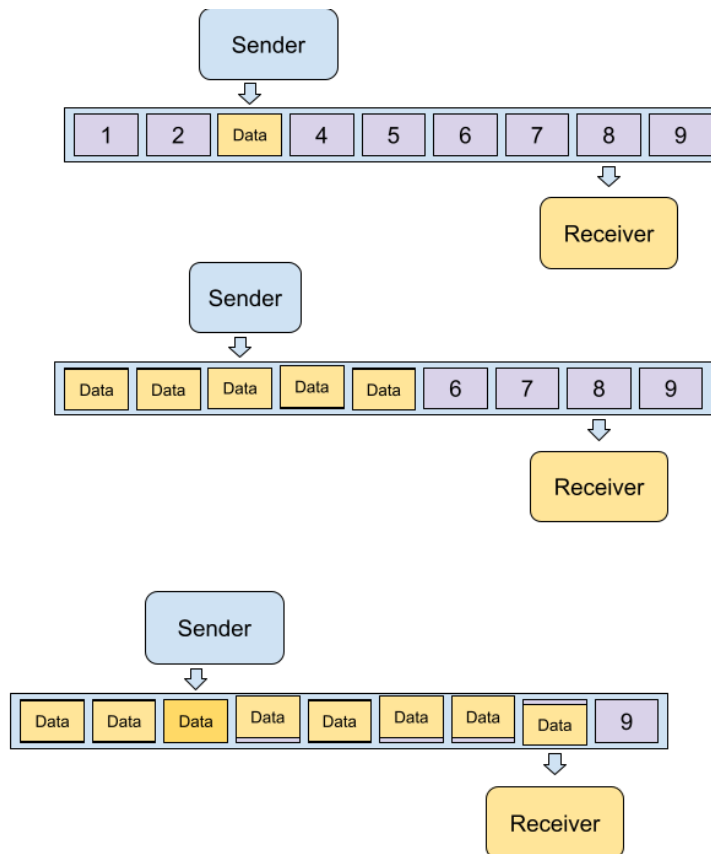 Sender
1 2 Data 4 5 6 7 8 9
Receiver
Sender
Data Data Data Data Data 6 7 8 9
Receiver
Sender
Data Data Data Data Data Data Data Data 9
Receiver